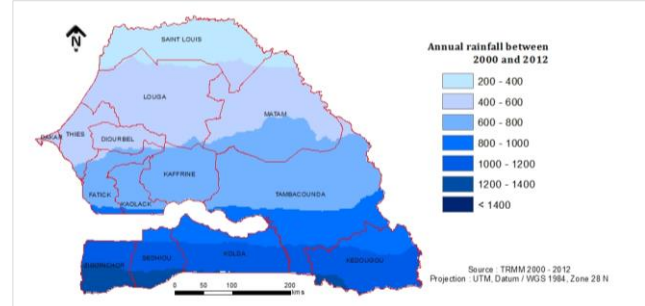 N
SAINT LOUIS
Annual rainfall between
2000 and 2012
200 - 400
400 - 600
600 - 800
800 - 1000
1000 - 1200
1200 - 1400
< 1400
LOUGA
MATAM
DAKAR
THIES
DIOURBEL
KAFFRINE
FATICK
KAOLACK
TAMBACOUNDA
SEDHIOU
KOLDA
KEDOUGOU
Source : TRMM 2000 - 2012
Projection : UTM, Datum / WGS 1984, Zone 28 N
0 50 100 200
kms